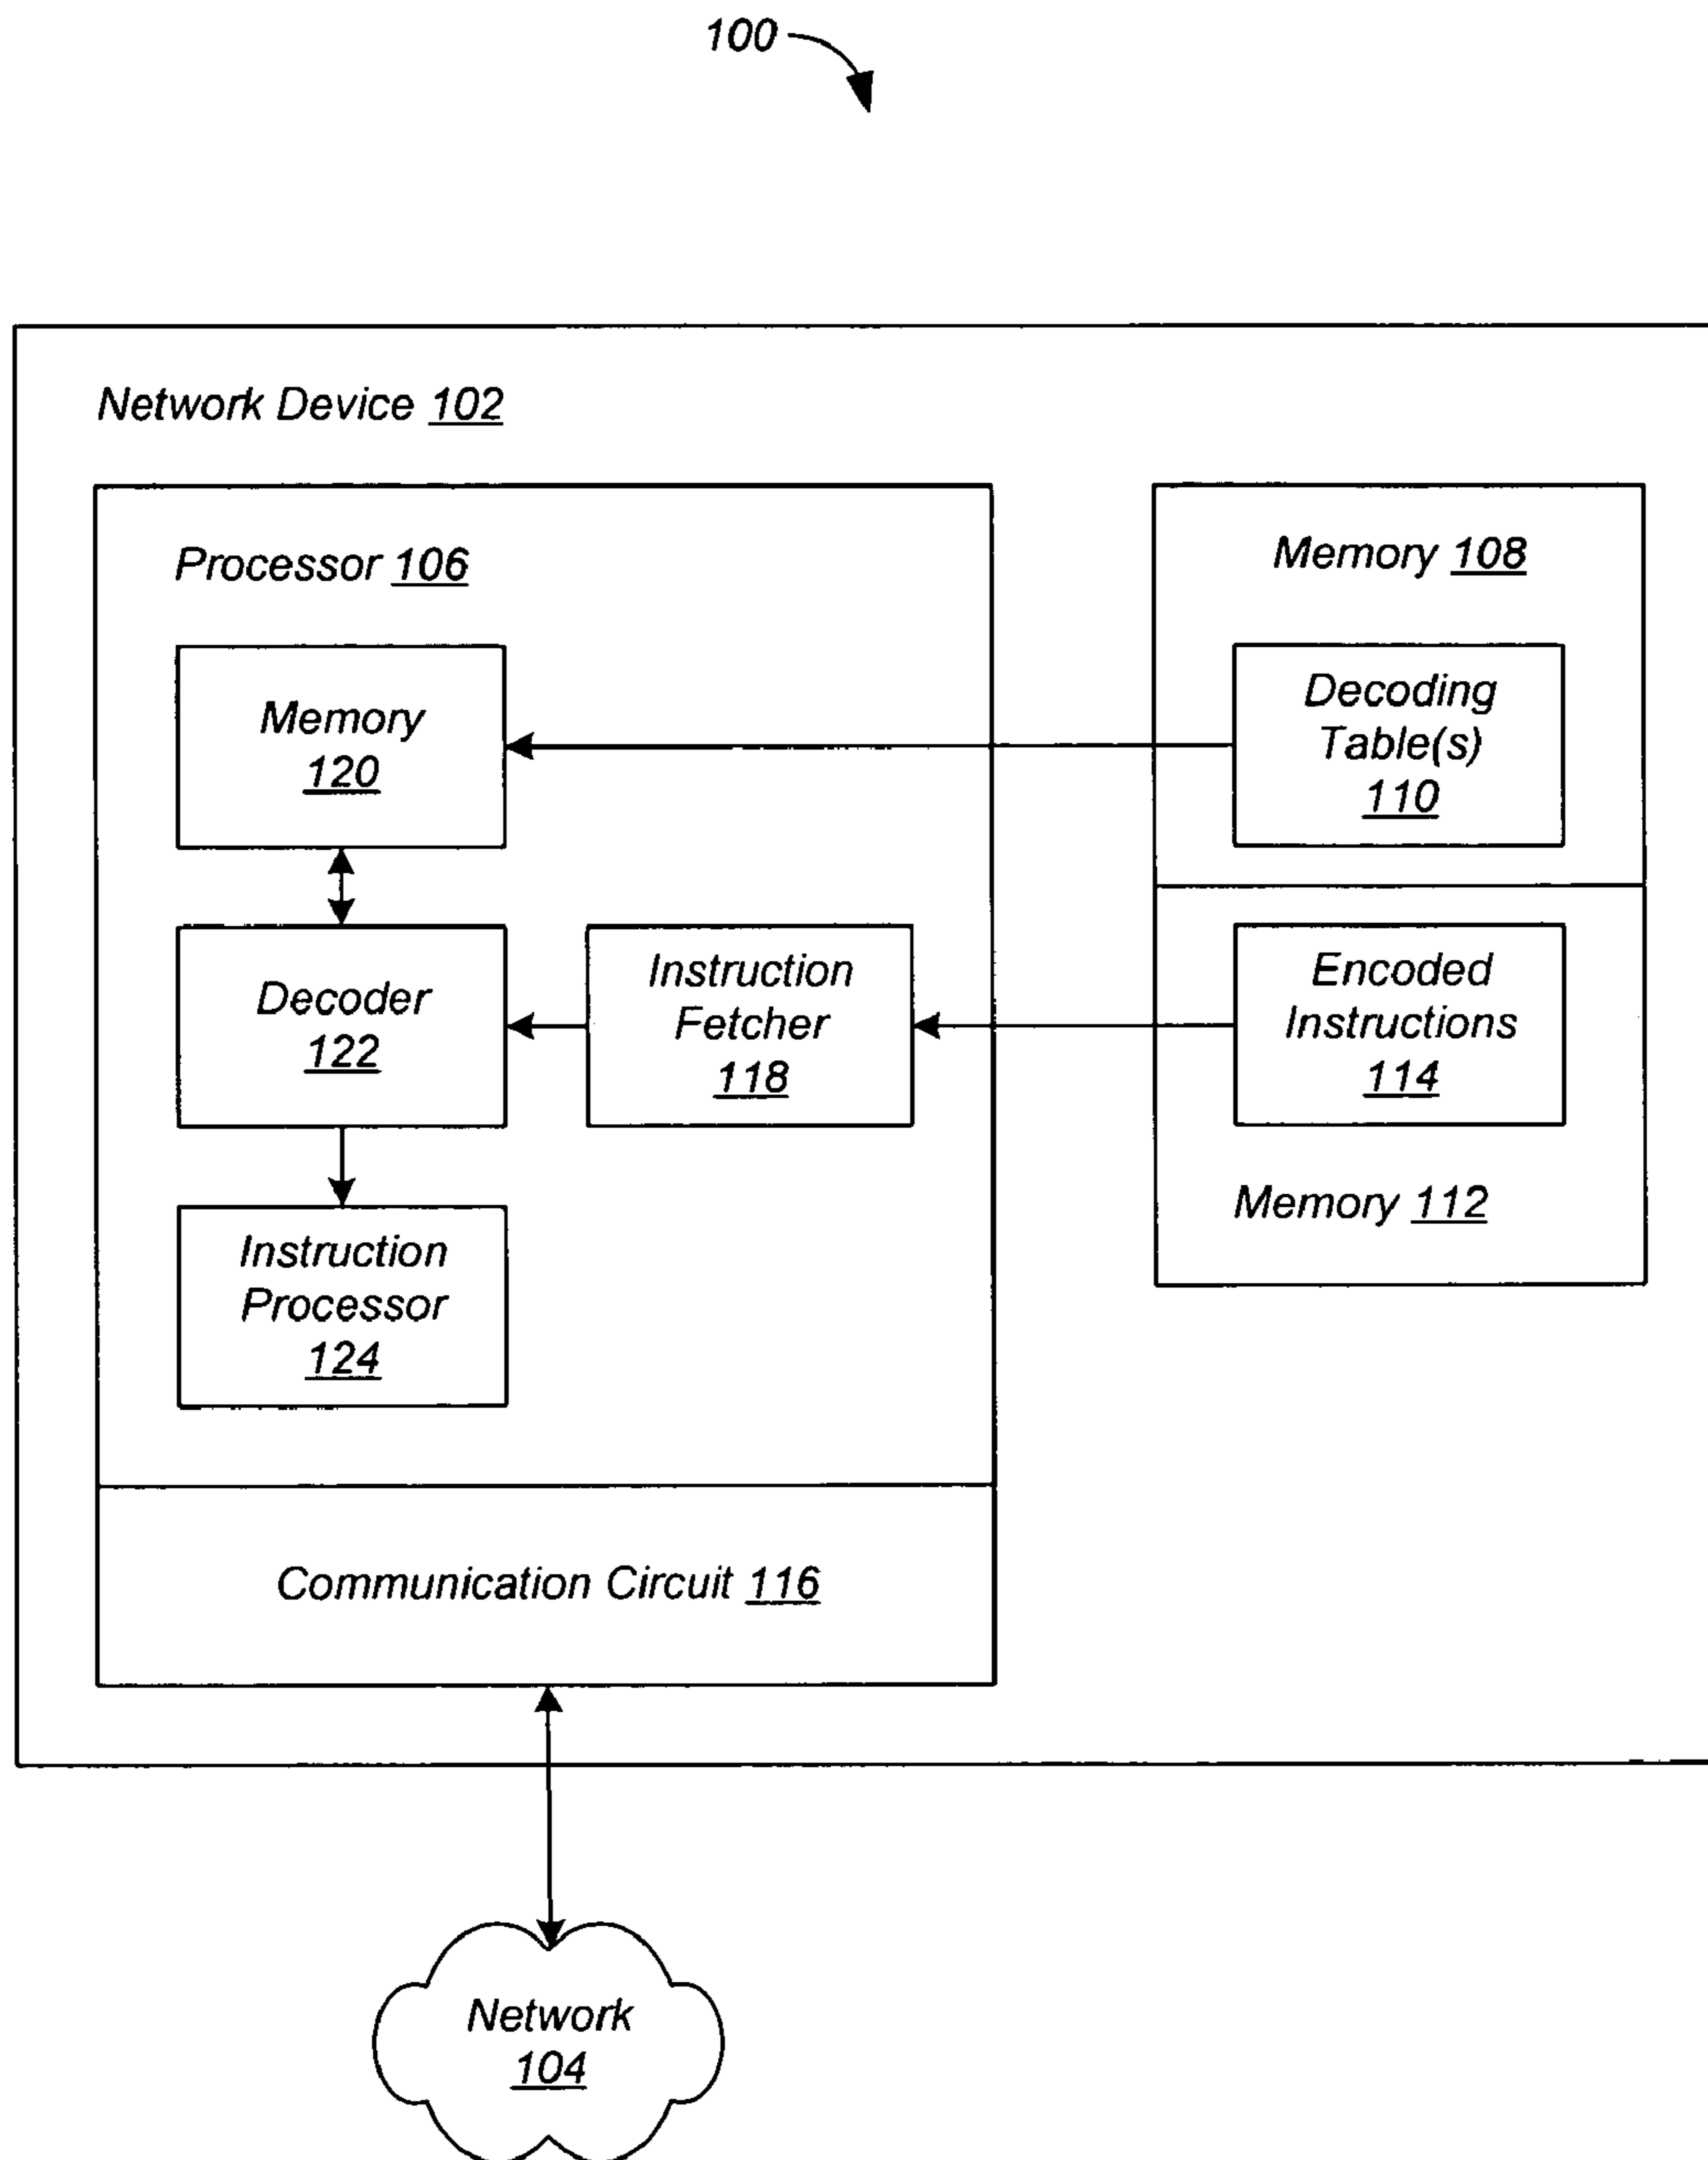 100
Network Device 102
Processor 106
Memory 108
Memory
120
Decoding
Table(s)
110
Decoder
122
Instruction
Fetcher
118
Encoded
Instructions
114
Memory 112
Instruction
Processor
124
Communication Circuit 116
Network
104